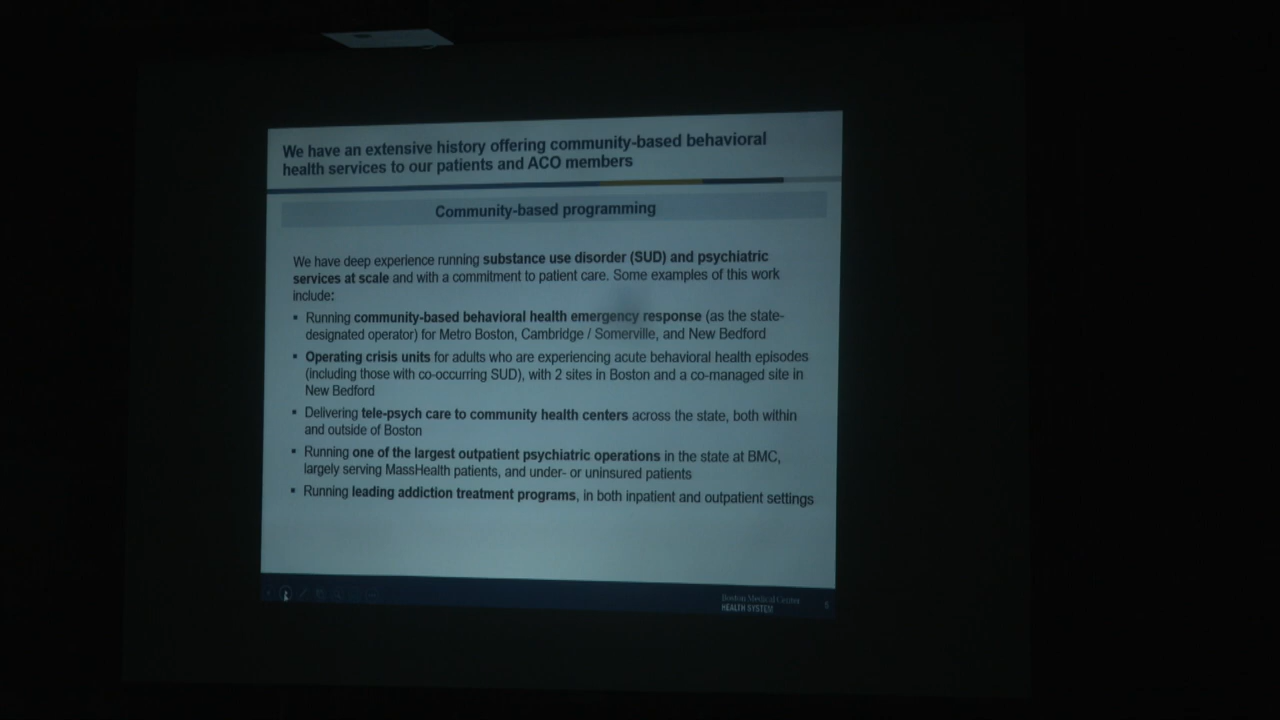 We have an extensive history offering community-based behavioral
health services to our patients and ACO members
Community-based programming
We have deep experience running substance use disorder (SUD) and psychiatric
services at scale and with a commitment to patient care. Some examples of this work
include:
▪ Running community-based behavioral health emergency response (as the state-
designated operator) for Metro Boston, Cambridge / Somerville, and New Bedford
▪ Operating crisis units for adults who are experiencing acute behavioral health episodes
(including those with co-occurring SUD), with 2 sites in Boston and a co-managed site in
New Bedford
▪ Delivering tele-psych care to community health centers across the state, both within
and outside of Boston
▪ Running one of the largest outpatient psychiatric operations in the state at BMC,
largely serving MassHealth patients, and under- or uninsured patients
▪ Running leading addiction treatment programs, in both inpatient and outpatient settings
Boston Medical Center
HEALTH SYSTEM